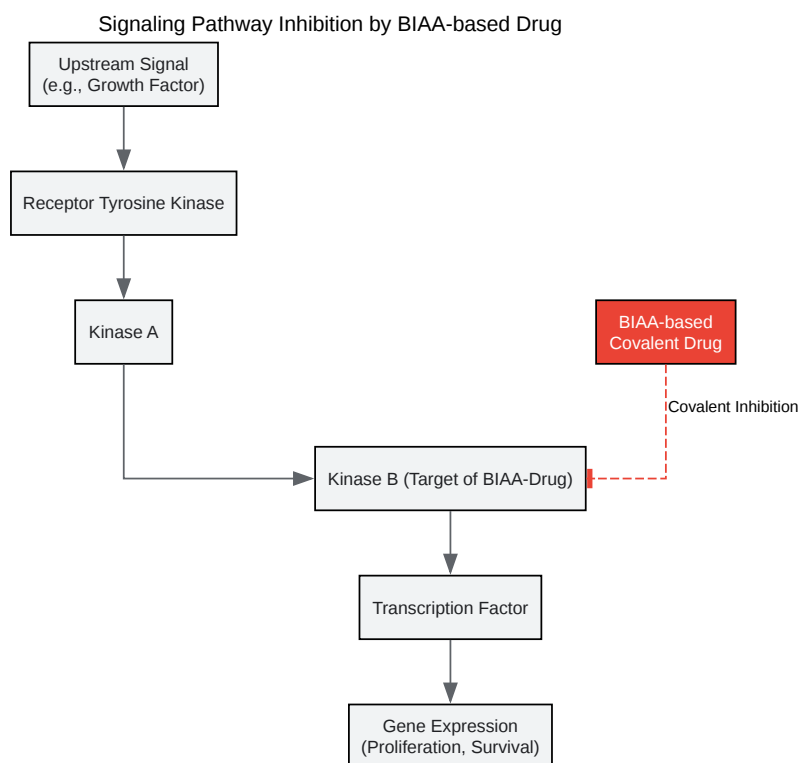 Signaling Pathway Inhibition by BIAA-based Drug
Upstream Signal
(e.g., Growth Factor)
Receptor Tyrosine Kinase
Kinase A
BIAA-based
Covalent Drug
Covalent Inhibition
Kinase B (Target of BIAA-Drug)
Transcription Factor
Gene Expression
(Proliferation, Survival)